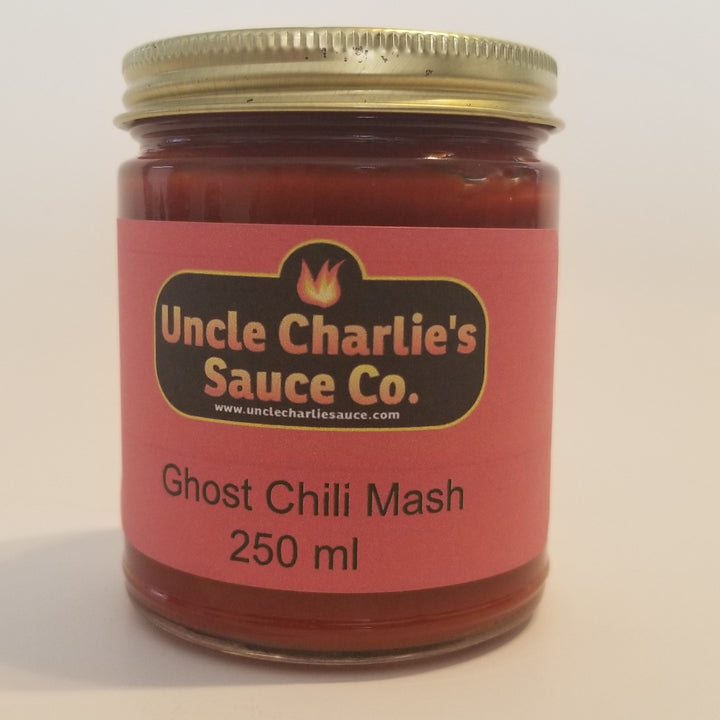 Uncle Charlie's
Sauce Co.
www.unclecharliesauce.com
Ghost Chili Mash
250 ml